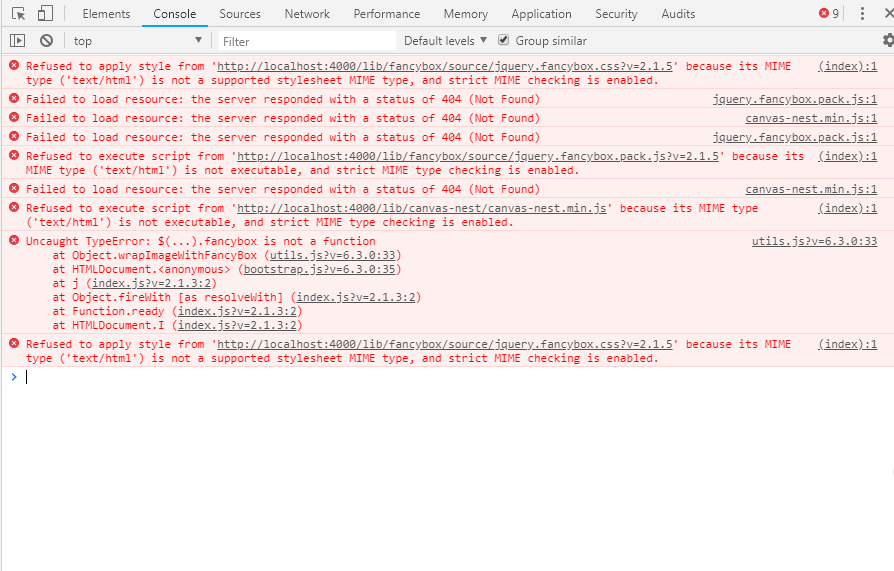 Elements Console Sources Network Performance Memory Application Security Audits 9
top Filter Default levels Group similar
Refused to apply style from 'http://localhost:4000/lib/fancybox/source/jquery.fancybox.css?v=2.1.5' because its MIME (index):1
type ('text/html') is not a supported stylesheet MIME type, and strict MIME checking is enabled.
Failed to load resource: the server responded with a status of 404 (Not Found) jquery.fancybox.pack.js:1
Failed to load resource: the server responded with a status of 404 (Not Found) canvas-nest.min.js:1
Failed to load resource: the server responded with a status of 404 (Not Found) jquery.fancybox.pack.js:1
Refused to execute script from 'http://localhost:4000/lib/fancybox/source/jquery.fancybox.pack.js?v=2.1.5' because its (index):1
MIME type ('text/html') is not executable, and strict MIME type checking is enabled.
Failed to load resource: the server responded with a status of 404 (Not Found) canvas-nest.min.js:1
Refused to execute script from 'http://localhost:4000/lib/canvas-nest/canvas-nest.min.js' because its MIME type (index):1
('text/html') is not executable, and strict MIME type checking is enabled.
Uncaught TypeError: $(...).fancybox is not a function utils.js?v=6.3.0:33
at Object.wrapImageWithFancyBox (utils.js?v=6.3.0:33)
at HTMLDocument.<anonymous> (bootstrap.js?v=6.3.0:35)
at j (index.js?v=2.1.3:2)
at Object.fireWith [as resolveWith] (index.js?v=2.1.3:2)
at Function.ready (index.js?v=2.1.3:2)
at HTMLDocument.I (index.js?v=2.1.3:2)
Refused to apply style from 'http://localhost:4000/lib/fancybox/source/jquery.fancybox.css?v=2.1.5' because its MIME (index):1
type ('text/html') is not a supported stylesheet MIME type, and strict MIME checking is enabled.